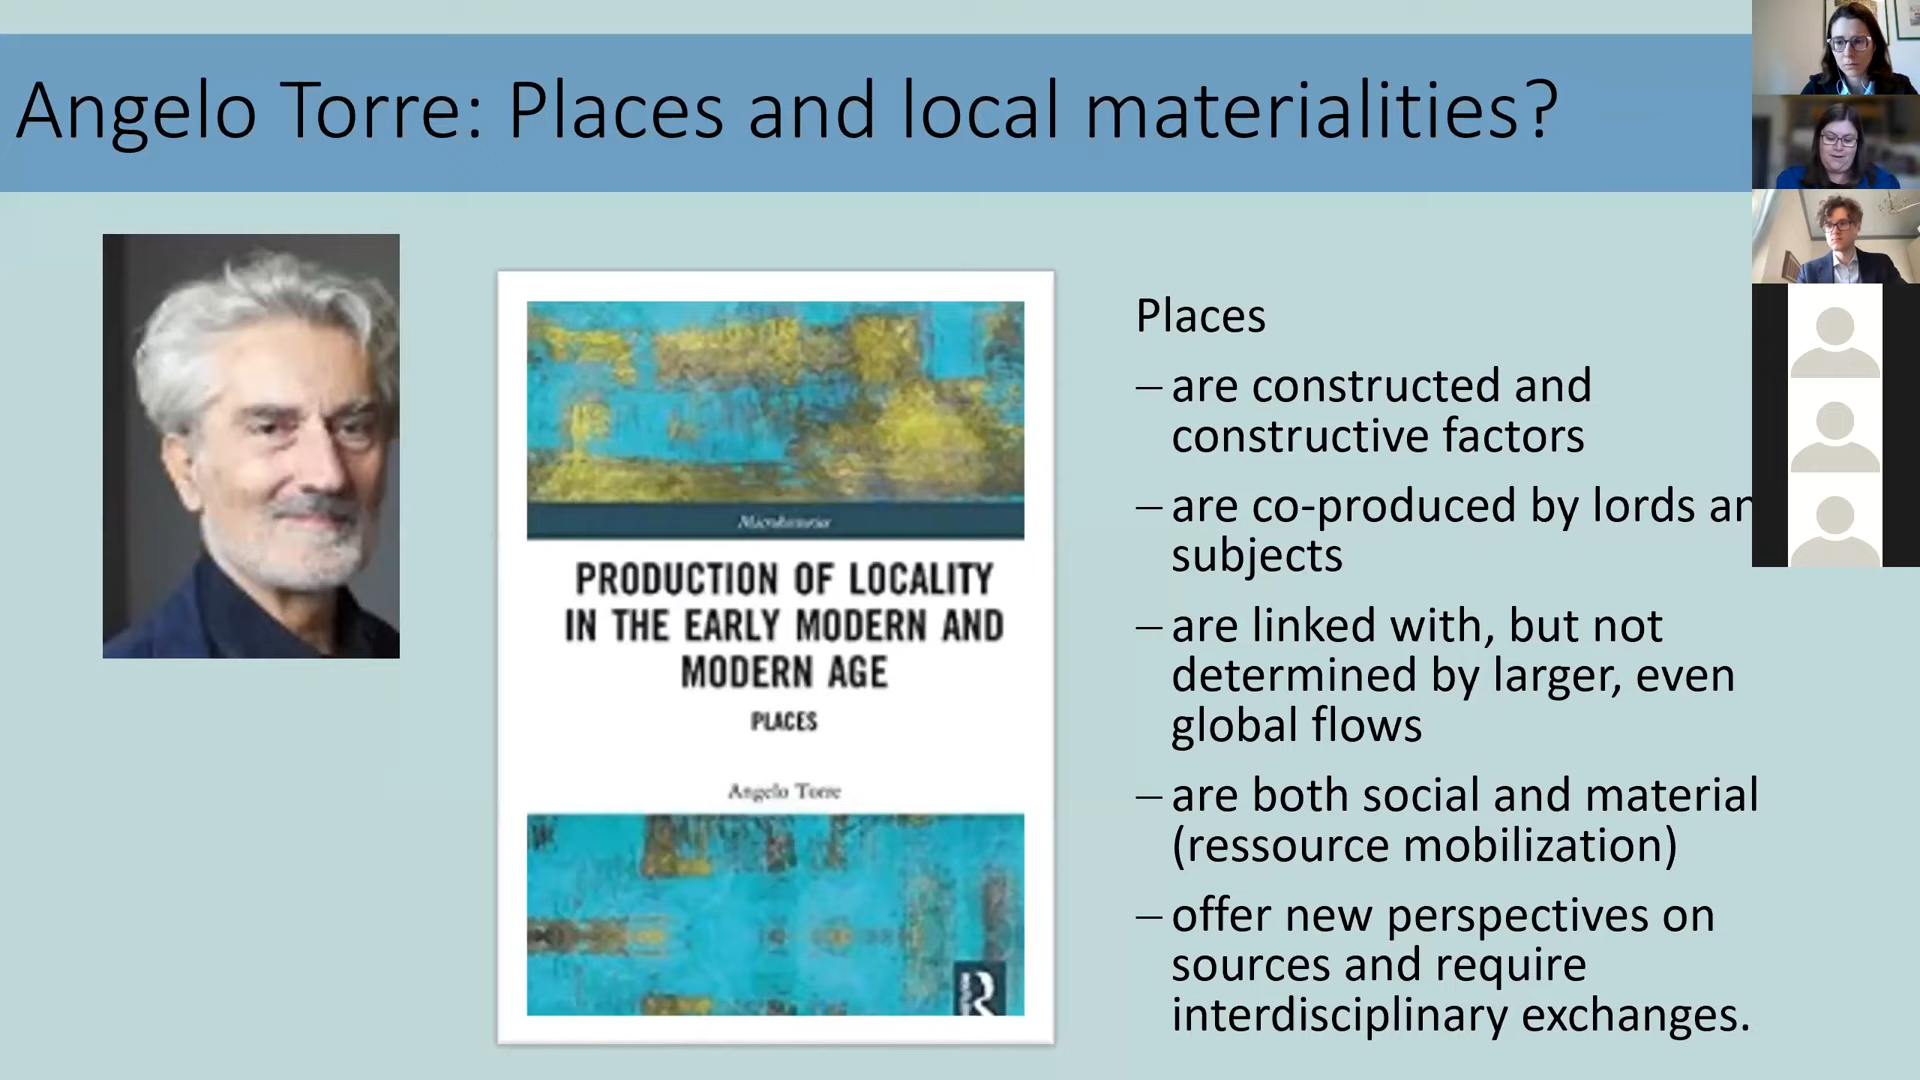 Angelo Torre: Places and local materialities?
Microhistories
PRODUCTION OF LOCALITY
IN THE EARLY MODERN AND
MODERN AGE
PLACES
Angelo Torre
Places
– are constructed and
constructive factors
– are co-produced by lords an
subjects
– are linked with, but not
determined by larger, even
global flows
– are both social and material
(ressource mobilization)
– offer new perspectives on
sources and require
interdisciplinary exchanges.